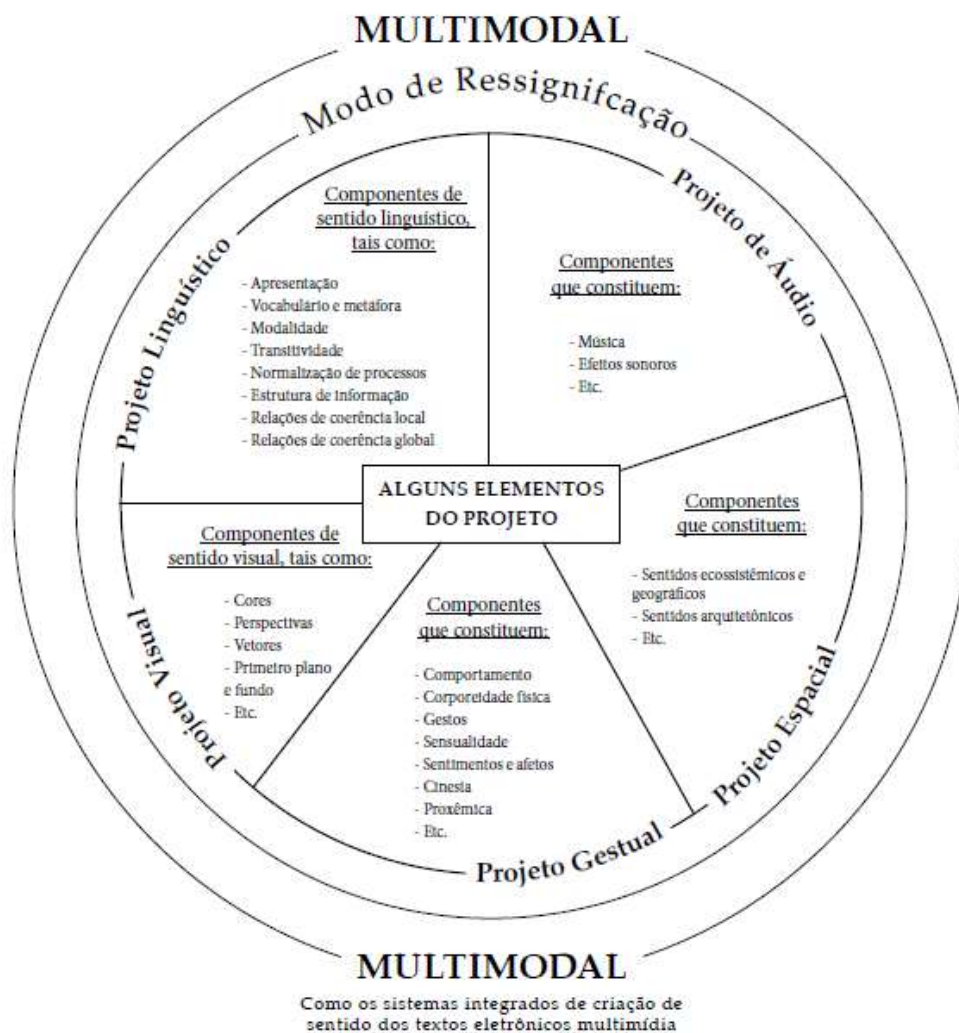 MULTIMODAL
Modo de Ressignifcação
Projeto Linguístico
Componentes de
sentido linguístico,
tais como:
- Apresentação
- Vocabulário e metáfora
- Modalidade
- Transitividade
- Normalização de processos
- Estrutura de informação
- Relações de coerência local
- Relações de coerência global
Projeto de Áudio
Componentes
que constituem:
- Música
- Efeitos sonoros
- Etc.
ALGUNS ELEMENTOS
DO PROJETO
Componentes
que constituem:
- Sentidos ecossistêmicos e
geográficos
- Sentidos arquitetônicos
- Etc.
Projeto Espacial
Componentes de
sentido visual, tais como:
- Cores
- Perspectivas
- Vetores
- Primeiro plano
e fundo
- Etc.
Projeto Visual
Componentes
que constituem:
- Comportamento
- Corporeidade física
- Gestos
- Sensualidade
- Sentimentos e afetos
- Cinesia
- Proxêmica
- Etc.
Projeto Gestual
MULTIMODAL
Como os sistemas integrados de criação de
sentido dos textos eletrônicos multimídia